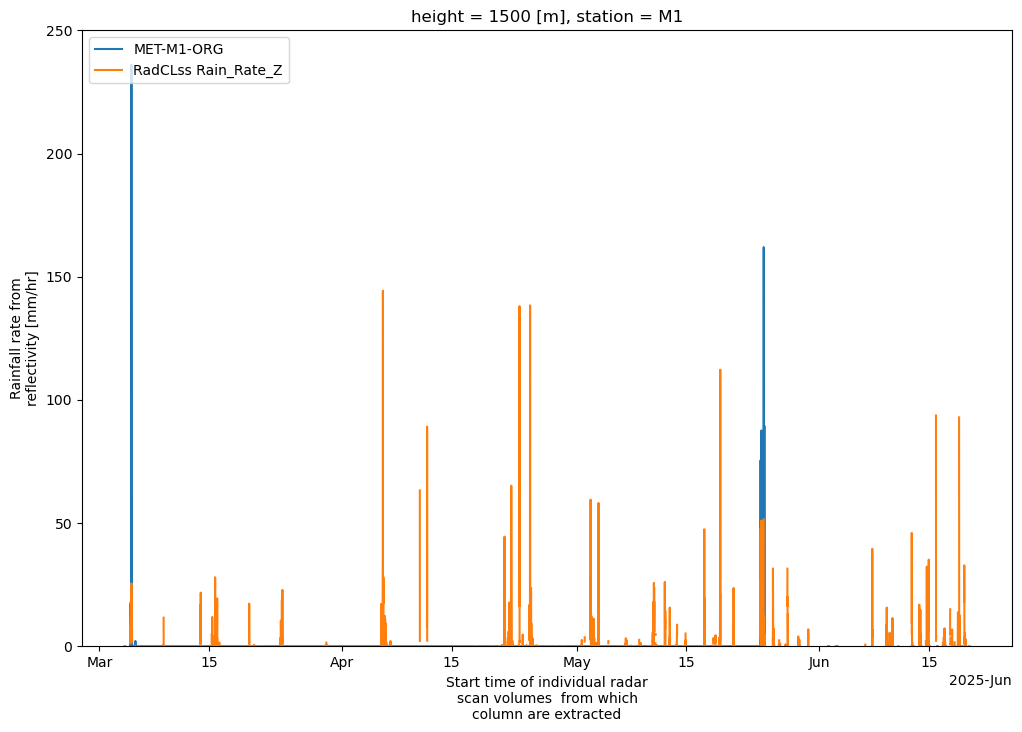 height = 1500 [m], station = M1
MET-M1-ORG
RadCLss Rain_Rate_Z
250
200
150
100
50
0
Rainfall rate from
reflectivity [mm/hr]
Mar
15
Apr
15
May
15
Jun
15
2025-Jun
Start time of individual radar
scan volumes  from which
column are extracted